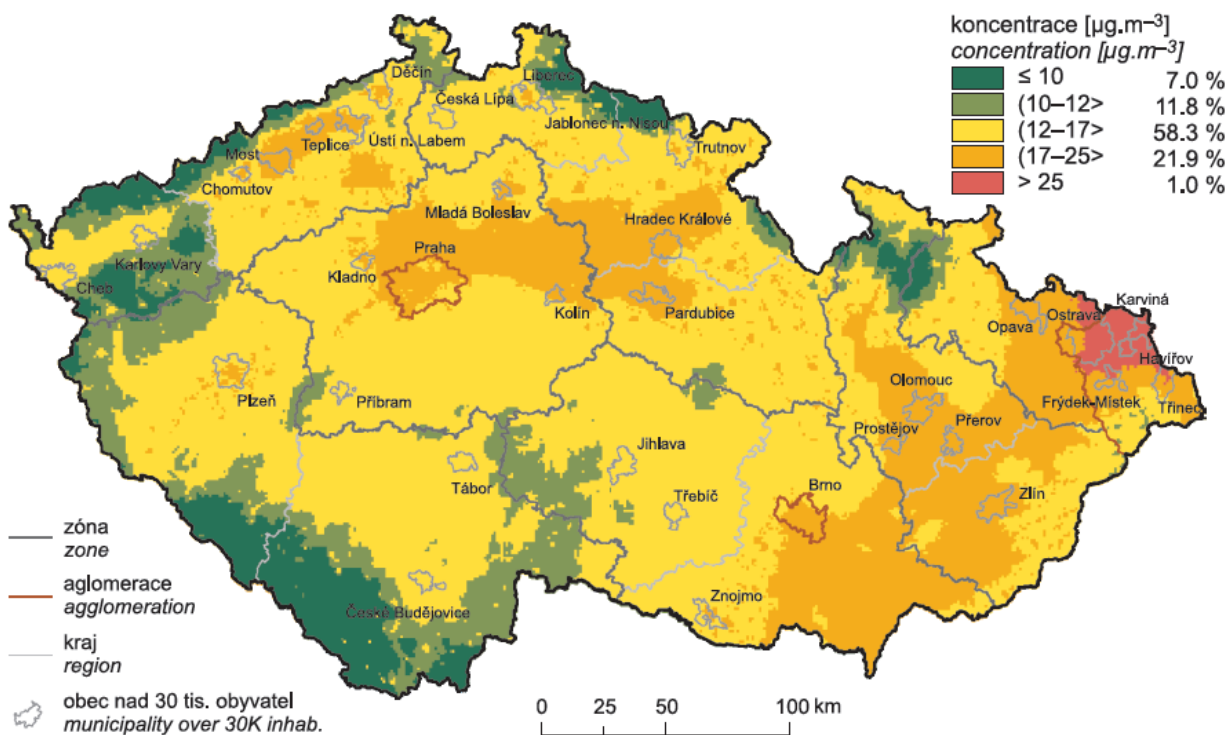 koncentrace [µg.m–3]
concentration [µg.m–3]
≤ 10 7.0 %
(10–12> 11.8 %
(12–17> 58.3 %
(17–25> 21.9 %
> 25 1.0 %
Děčín
Liberec
Česká Lípa
Jablonec n. Nisou
Ústí n. Labem
Teplice
Most
Trutnov
Chomutov
Mladá Boleslav
Hradec Králové
Praha
Karlovy Vary
Kladno
Cheb
Kolín
Pardubice
Karviná
Ostrava
Opava
Havířov
Olomouc
Plzeň
Příbram
Frýdek-Místek
Třinec
Prostějov
Přerov
Jihlava
Tábor
Třebíč
Brno
Zlín
České Budějovice
Znojmo
zóna
zone
aglomerace
agglomeration
kraj
region
obec nad 30 tis. obyvatel
municipality over 30K inhab.
0 25 50 100 km